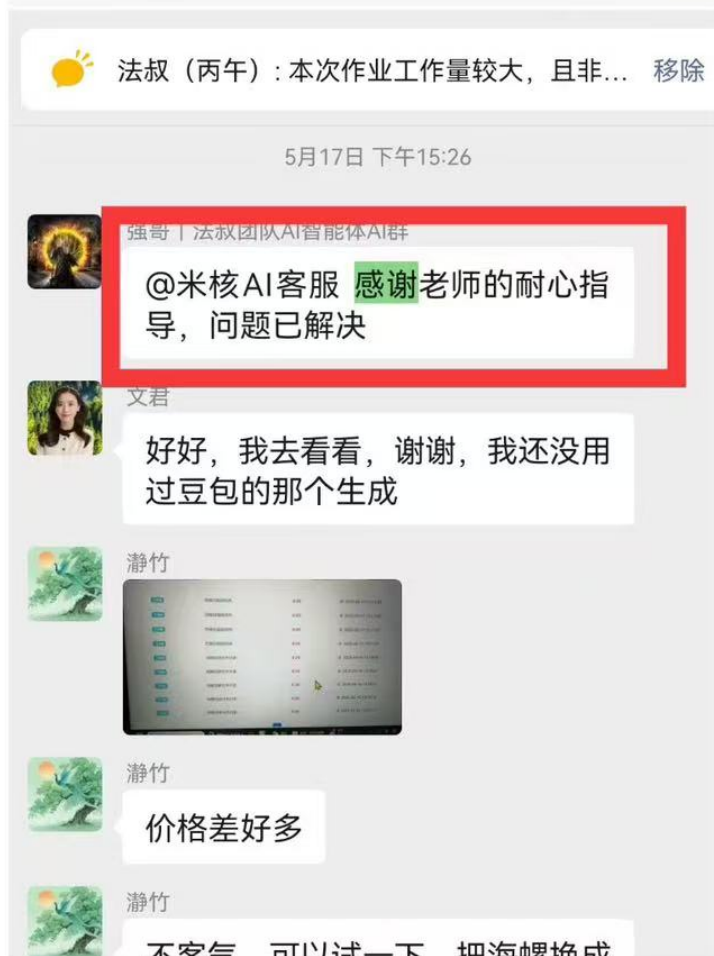 法叔（丙午）: 本次作业工作量较大，且非... 移除
5月17日 下午15:26
强哥丨法叔团队AI智能体AI群
@米核AI客服 感谢老师的耐心指
导，问题已解决
文君
好好，我去看看，谢谢，我还没用
过豆包的那个生成
瀞竹
瀞竹
价格差好多
瀞竹
不客气，可以试一下，把海螺换成